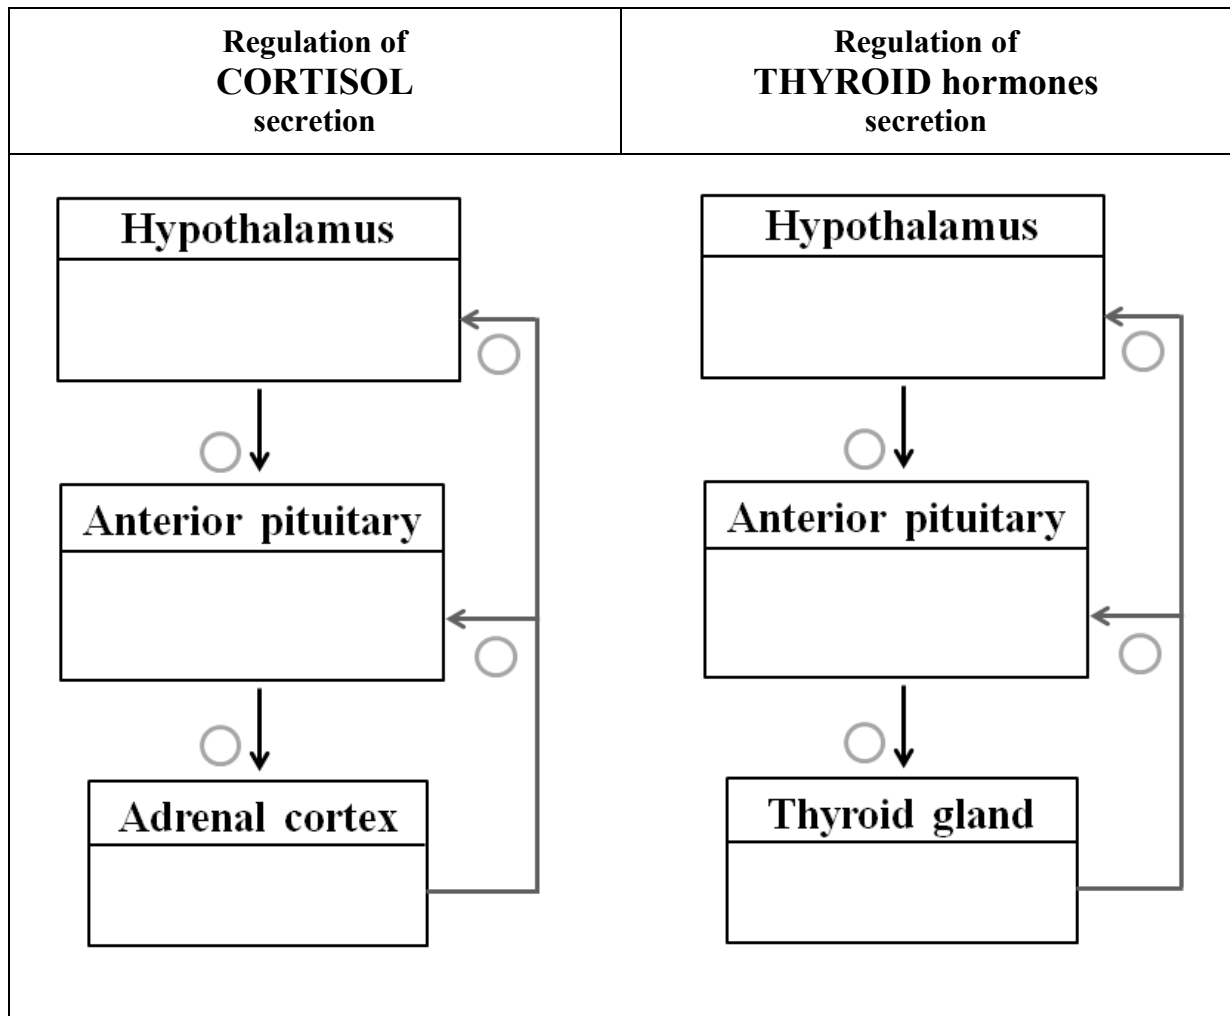 Regulation of
CORTISOL
secretion
Regulation of
THYROID hormones
secretion
Hypothalamus
Anterior pituitary
Adrenal cortex
Hypothalamus
Anterior pituitary
Thyroid gland